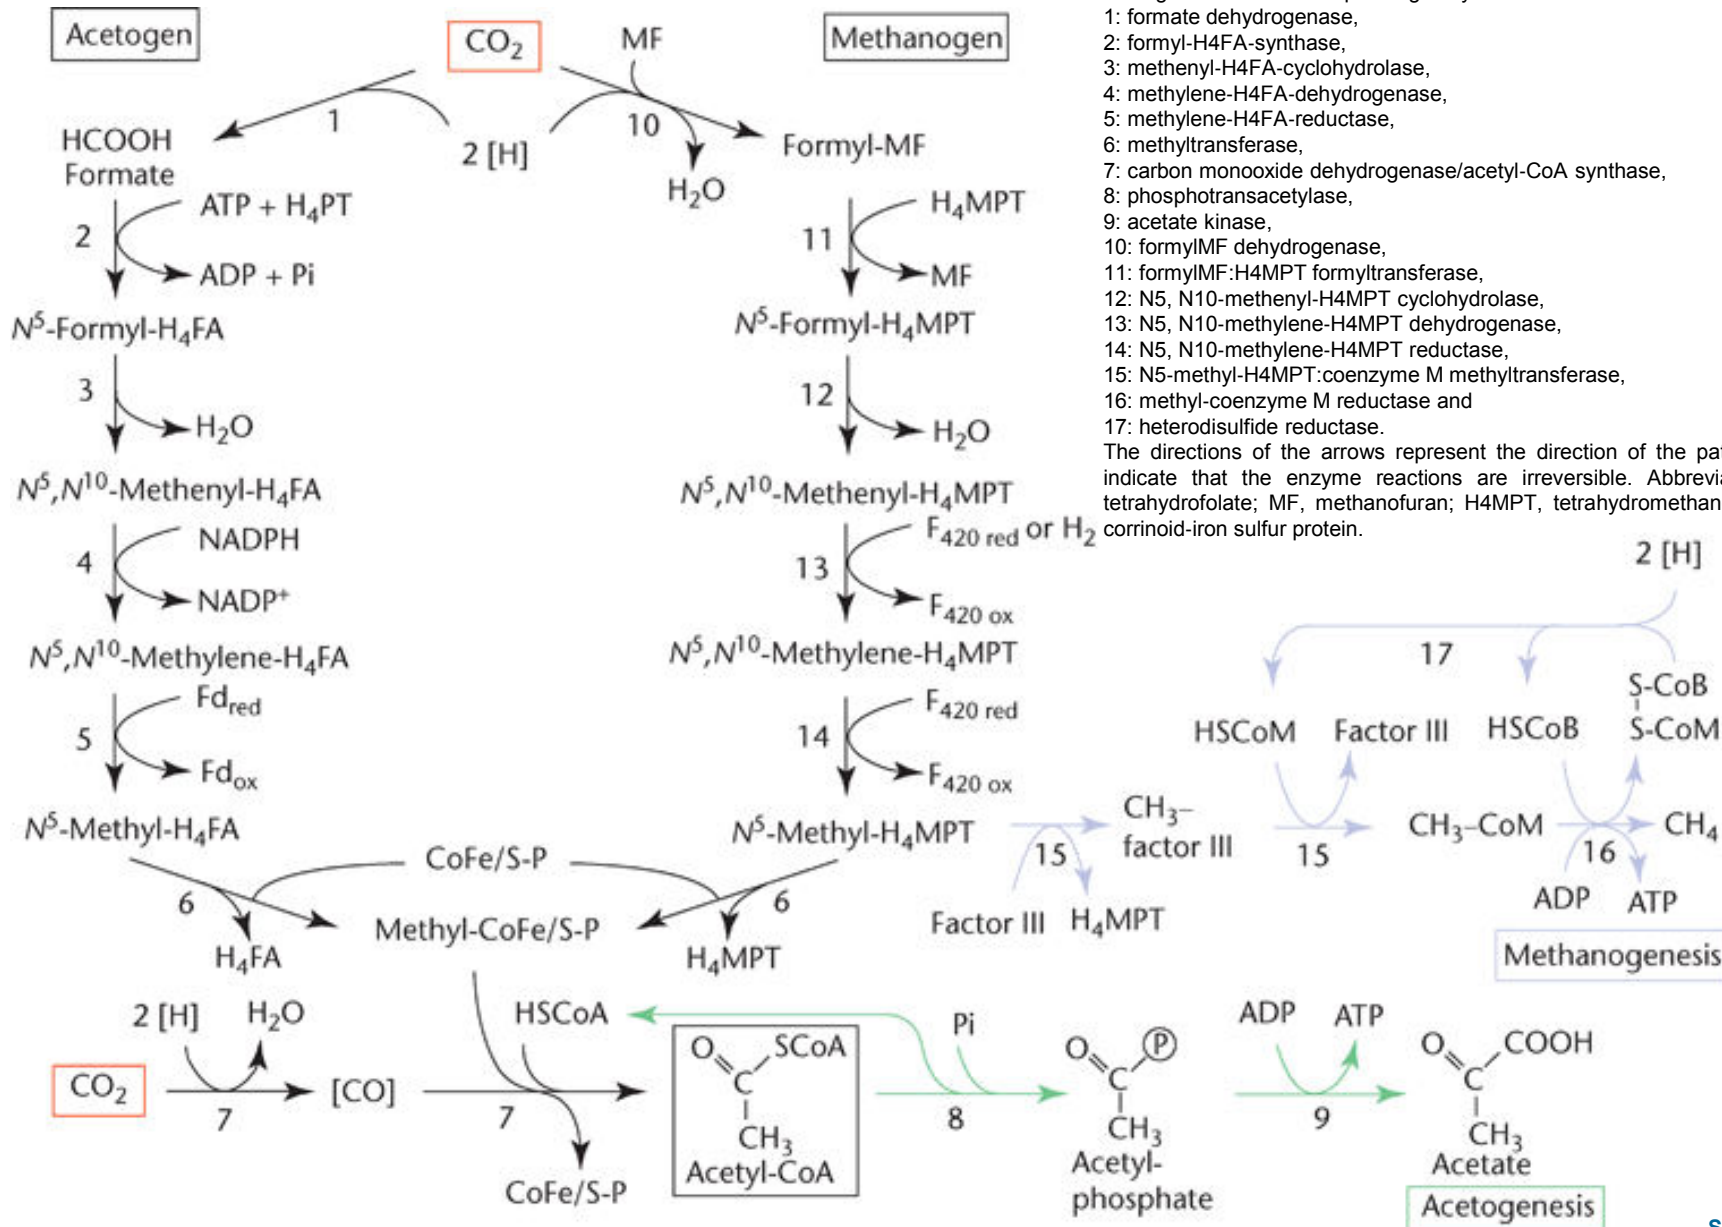 Acetogen
CO2
MF
Methanogen
1
2 [H]
10
HCOOH
Formate
Formyl-MF
H2O
ATP + H4PT
2
ADP + Pi
H4MPT
11
MF
N5-Formyl-H4FA
N5-Formyl-H4MPT
3
H2O
12
H2O
N5,N10-Methenyl-H4FA
N5,N10-Methenyl-H4MPT
NADPH
4
NADP+
F420 red or H2
13
F420 ox
N5,N10-Methylene-H4FA
N5,N10-Methylene-H4MPT
Fdred
5
Fdox
F420 red
14
F420 ox
N5-Methyl-H4FA
N5-Methyl-H4MPT
CoFe/S-P
6
6
H4FA
Methyl-CoFe/S-P
H4MPT
1: formate dehydrogenase,
2: formyl-H4FA-synthase,
3: methenyl-H4FA-cyclohydrolase,
4: methylene-H4FA-dehydrogenase,
5: methylene-H4FA-reductase,
6: methyltransferase,
7: carbon monooxide dehydrogenase/acetyl-CoA synthase,
8: phosphotransacetylase,
9: acetate kinase,
10: formylMF dehydrogenase,
11: formylMF:H4MPT formyltransferase,
12: N5, N10-methenyl-H4MPT cyclohydrolase,
13: N5, N10-methylene-H4MPT dehydrogenase,
14: N5, N10-methylene-H4MPT reductase,
15: N5-methyl-H4MPT:coenzyme M methyltransferase,
16: methyl-coenzyme M reductase and
17: heterodisulfide reductase.
The directions of the arrows represent the direction of the
indicate that the enzyme reactions are irreversible.
tetrahydrofolate; MF, methanofuran; H4MPT,
corrinoid-iron sulfur protein.
2 [H]
17
S-CoB
S-CoM
HSCoM
Factor III
HSCoB
CH3–
factor III
15
15
CH3–CoM
16
CH4
Factor III
H4MPT
ADP
ATP
Methanogenesis
2 [H]
H2O
CO2
7
[CO]
HSCoA
7
CoFe/S-P
O
SCoA
C
CH3
Acetyl-CoA
Pi
8
O
P
C
CH3
Acetyl-
phosphate
ADP
ATP
9
O
COOH
C
CH3
Acetate
Acetogenesis